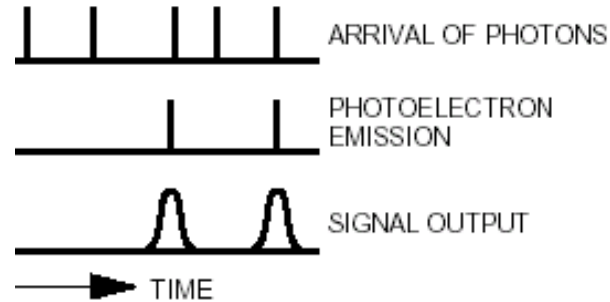 ARRIVAL OF PHOTONS
PHOTOELECTRON
EMISSION
SIGNAL OUTPUT
TIME